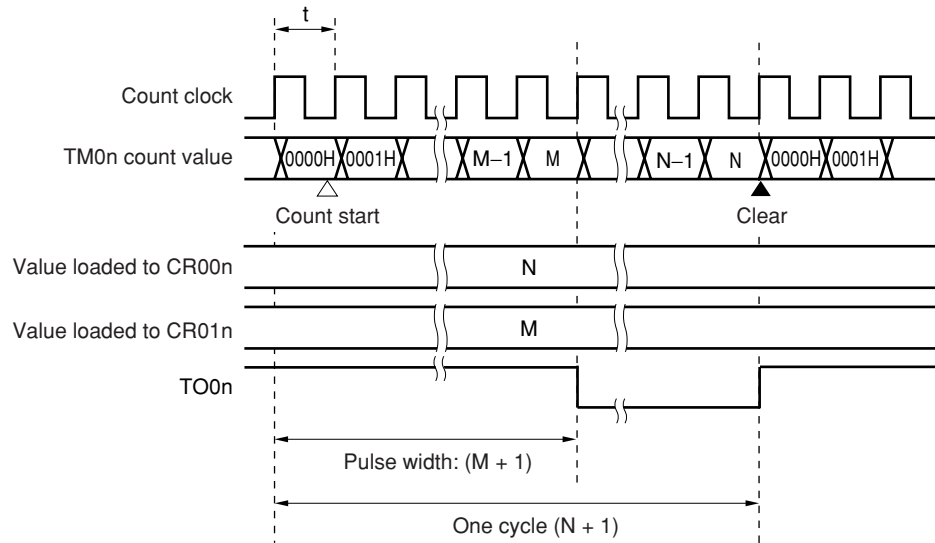 t
Count clock
TM0n count value
0000H 0001H M−1 M N−1 N 0000H 0001H
Count start
Clear
Value loaded to CR00n
N
Value loaded to CR01n
M
TO0n
Pulse width: (M + 1)
One cycle (N + 1)